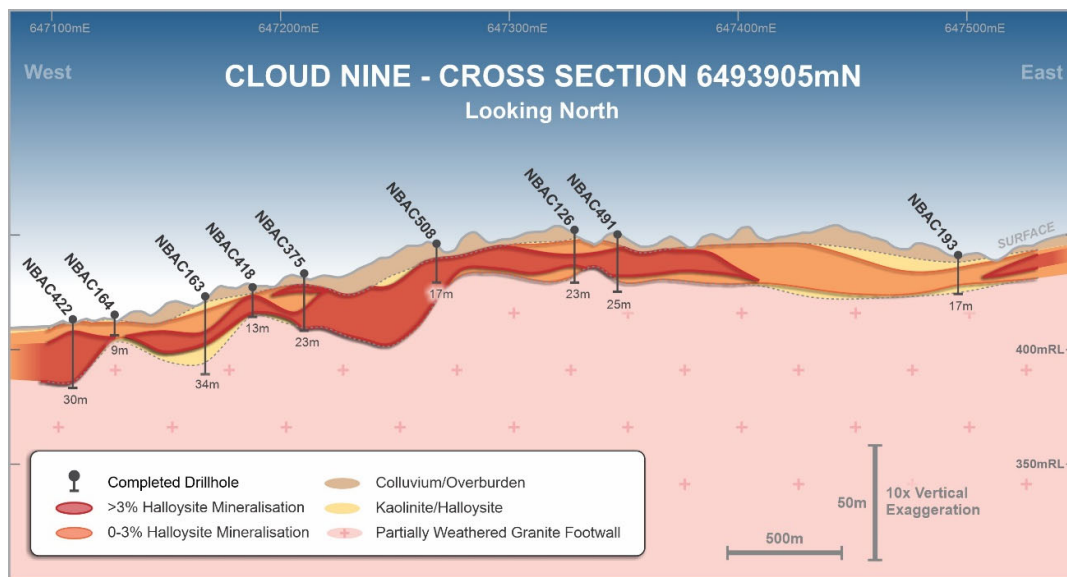 647100mE 647200mE 647300mE 647400mE 647500mE
West
East
CLOUD NINE - CROSS SECTION 6493905mN
Looking North
NBAC422
NBAC164
NBAC163
NBAC418
NBAC375
NBAC508
NBAC126
NBAC491
NBAC193
SURFACE
30m
9m
34m
13m
23m
17m
23m
25m
17m
400mRL
350mRL
Completed Drillhole
>3% Halloysite Mineralisation
0-3% Halloysite Mineralisation
Colluvium/Overburden
Kaolinite/Halloysite
Partially Weathered Granite Footwall
500m
50m
10x Vertical
Exaggeration